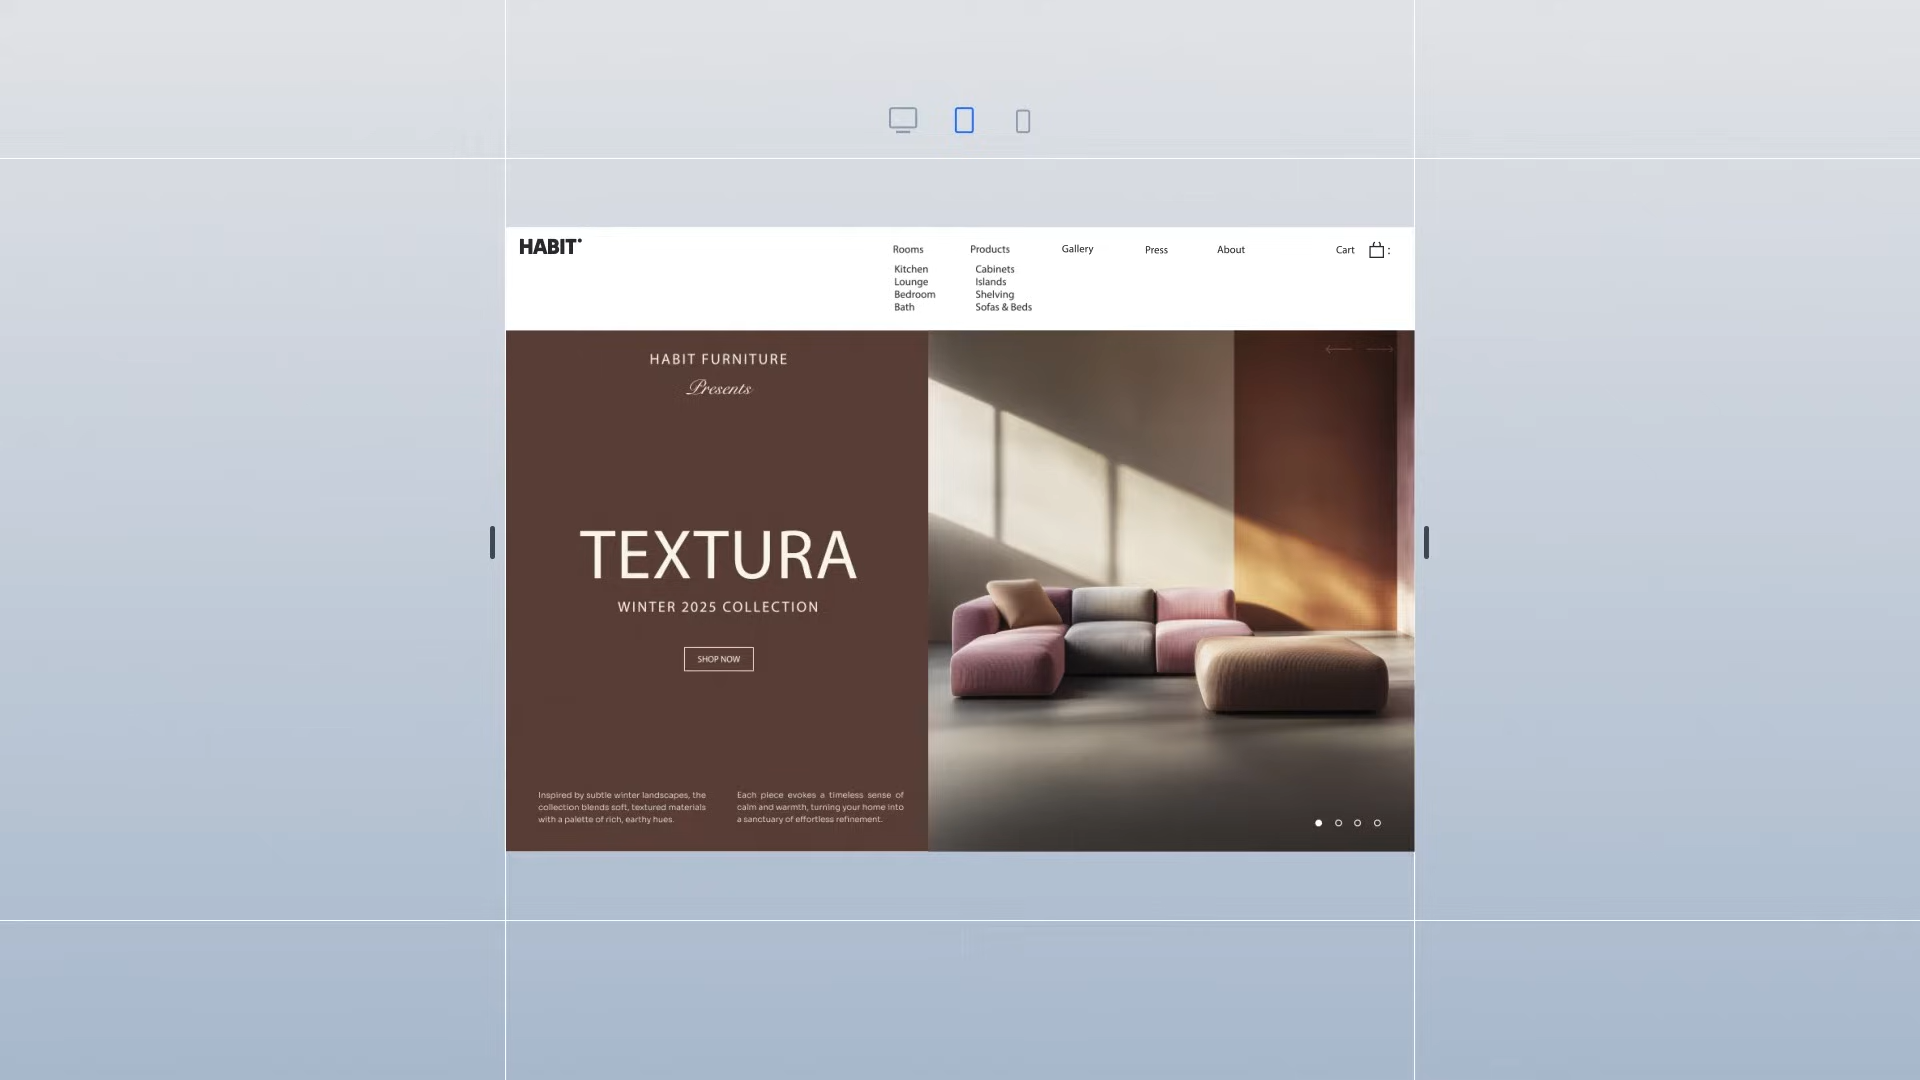 HABIT
Rooms Products Gallery Press About Cart
Kitchen Cabinets
Lounge Islands
Bedroom Shelving
Bath Sofas & Beds
HABIT FURNITURE
Presents
TEXTURA
WINTER 2025 COLLECTION
SHOP NOW
Inspired by subtle winter landscapes, the
collection blends soft, textured materials
with a palette of rich, earthy hues.
Each piece evokes a timeless sense of
calm and warmth, turning your home into
a sanctuary of effortless refinement.